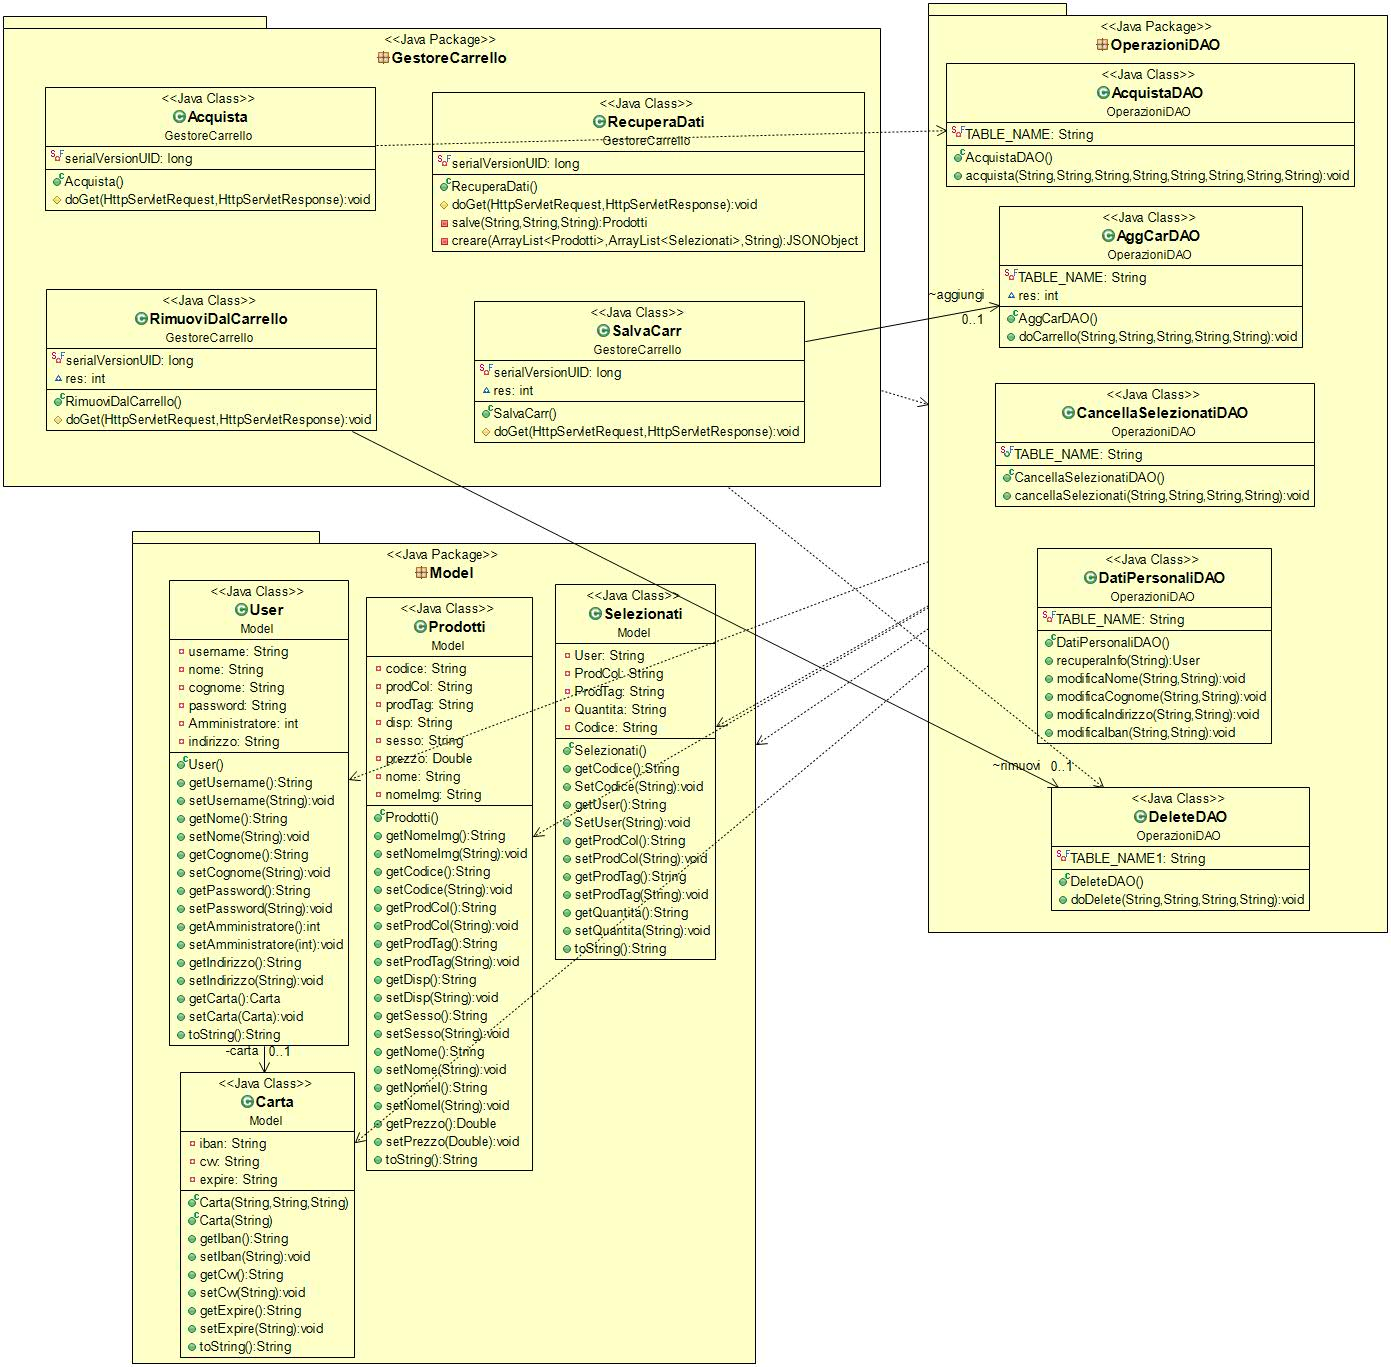 <<Java Package>>
GestoreCarrello
<<Java Class>>
Acquista
GestoreCarrello
serialVersionUID: long
Acquista()
doGet(HttpServletRequest,HttpServletResponse):void
<<Java Class>>
RecuperaDati
GestoreCarrello
serialVersionUID: long
RecuperaDati()
doGet(HttpServletRequest,HttpServletResponse):void
salve(String,String,String):Prodotti
creare(ArrayList<Prodotti>,ArrayList<Selezionati>,String):JSONObject
<<Java Class>>
RimuoviDalCarrello
GestoreCarrello
serialVersionUID: long
res: int
RimuoviDalCarrello()
doGet(HttpServletRequest,HttpServletResponse):void
<<Java Class>>
SalvaCarr
GestoreCarrello
serialVersionUID: long
res: int
SalvaCarr()
doGet(HttpServletRequest,HttpServletResponse):void
<<Java Package>>
OperazioniDAO
<<Java Class>>
AcquistaDAO
OperazioniDAO
TABLE_NAME: String
AcquistaDAO()
acquista(String,String,String,String,String,String,String,String):void
<<Java Class>>
AggCarDAO
OperazioniDAO
TABLE_NAME: String
res: int
AggCarDAO()
doCarrello(String,String,String,String,String):void
~aggiungi
0..1
<<Java Class>>
CancellaSelezionatiDAO
OperazioniDAO
TABLE_NAME: String
CancellaSelezionatiDAO()
cancellaSelezionati(String,String,String,String):void
<<Java Class>>
DatiPersonaliDAO
OperazioniDAO
TABLE_NAME: String
DatiPersonaliDAO()
recuperaInfo(String):User
modificaNome(String,String):void
modificaCognome(String,String):void
modificaIndirizzo(String,String):void
modificaIban(String,String):void
~rimuovi 0..1
<<Java Class>>
DeleteDAO
OperazioniDAO
TABLE_NAME1: String
DeleteDAO()
doDelete(String,String,String,String):void
<<Java Package>>
Model
<<Java Class>>
User
Model
username: String
nome: String
cognome: String
password: String
Amministratore: int
indirizzo: String
User()
getUsername():String
setUsername(String):void
getNome():String
setNome(String):void
getCognome():String
setCognome(String):void
getPassword():String
setPassword(String):void
getAmministratore():int
setAmministratore(int):void
getIndirizzo():String
setIndirizzo(String):void
getCarta():Carta
setCarta(Carta):void
toString():String
-carta 0..1
<<Java Class>>
Carta
Model
iban: String
cvv: String
expire: String
Carta(String,String,String)
Carta(String)
getIban():String
setIban(String):void
getCvv():String
setCvv(String):void
getExpire():String
setExpire(String):void
toString():String
<<Java Class>>
Prodotti
Model
codice: String
prodCol: String
prodTag: String
disp: String
sesso: String
prezzo: Double
nome: String
nomeImg: String
Prodotti()
getNomeImg():String
setNomeImg(String):void
getCodice():String
setCodice(String):void
getProdCol():String
setProdCol(String):void
getProdTag():String
setProdTag(String):void
getDisp():String
setDisp(String):void
getSesso():String
setSesso(String):void
getNome():String
setNome(String):void
getNomeI():String
setNomeI(String):void
getPrezzo():Double
setPrezzo(Double):void
toString():String
<<Java Class>>
Selezionati
Model
User: String
ProdCol: String
ProdTag: String
Quantita: String
Codice: String
Selezionati()
getCodice():String
SetCodice(String):void
getUser():String
SetUser(String):void
getProdCol():String
setProdCol(String):void
getProdTag():String
setProdTag(String):void
getQuantita():String
setQuantita(String):void
toString():String